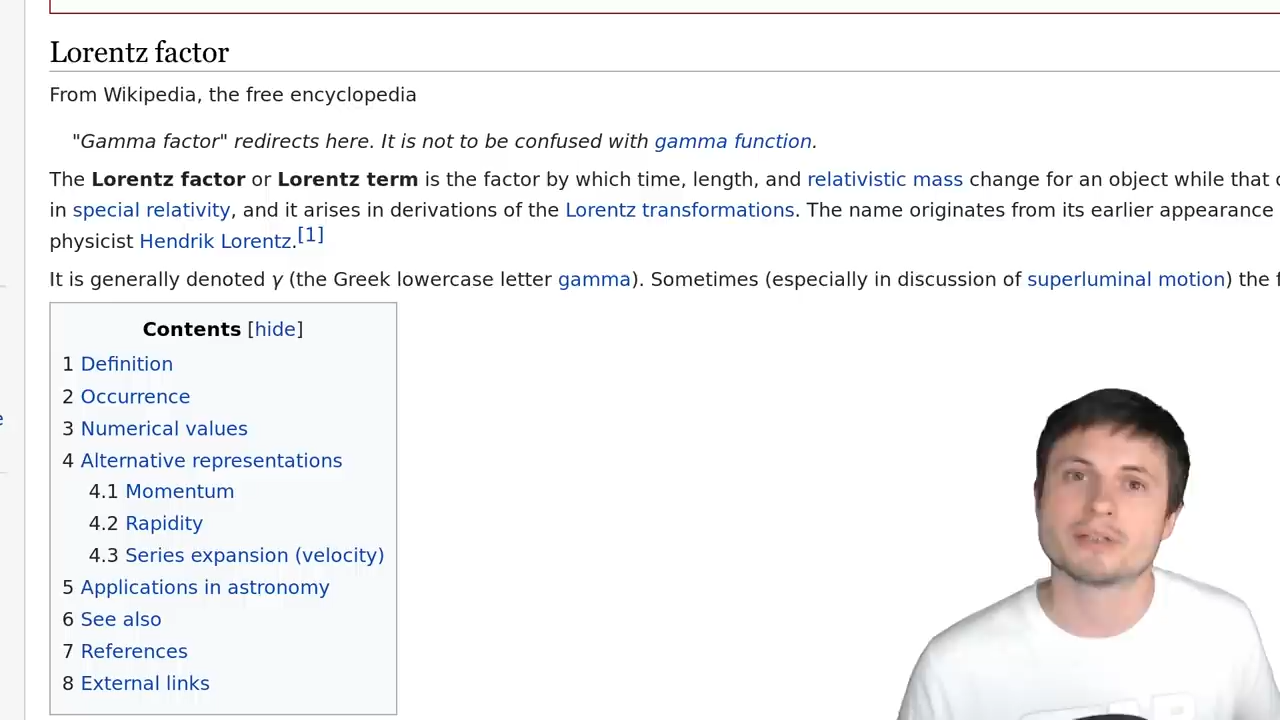 Lorentz factor
From Wikipedia, the free encyclopedia
"Gamma factor" redirects here. It is not to be confused with gamma function.
The Lorentz factor or Lorentz term is the factor by which time, length, and relativistic mass change for an object while that
in special relativity, and it arises in derivations of the Lorentz transformations. The name originates from its earlier appearance
physicist Hendrik Lorentz.[1]
It is generally denoted γ (the Greek lowercase letter gamma). Sometimes (especially in discussion of superluminal motion) the
Contents [hide]
1 Definition
2 Occurrence
3 Numerical values
4 Alternative representations
4.1 Momentum
4.2 Rapidity
4.3 Series expansion (velocity)
5 Applications in astronomy
6 See also
7 References
8 External links